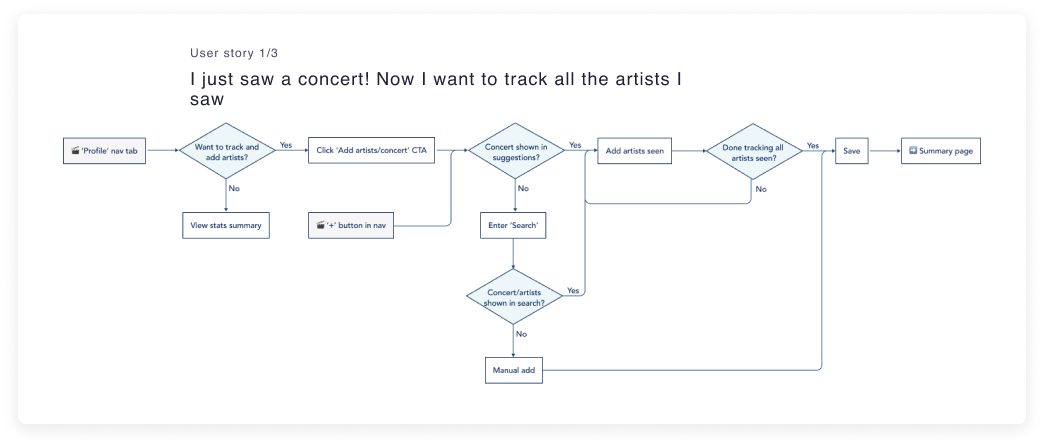 User story 1/3
I just saw a concert! Now I want to track all the artists I
saw
🎬 'Profile' nav tab
Want to track and
add artists?
Yes
Click 'Add artists/concert' CTA
Concert shown in
suggestions?
Yes
Add artists seen
Done tracking all
artists seen?
Yes
Save
➡️ Summary page
No
No
No
View stats summary
🎬 '+' button in nav
Enter 'Search'
Concert/artists
shown in search?
Yes
No
Manual add